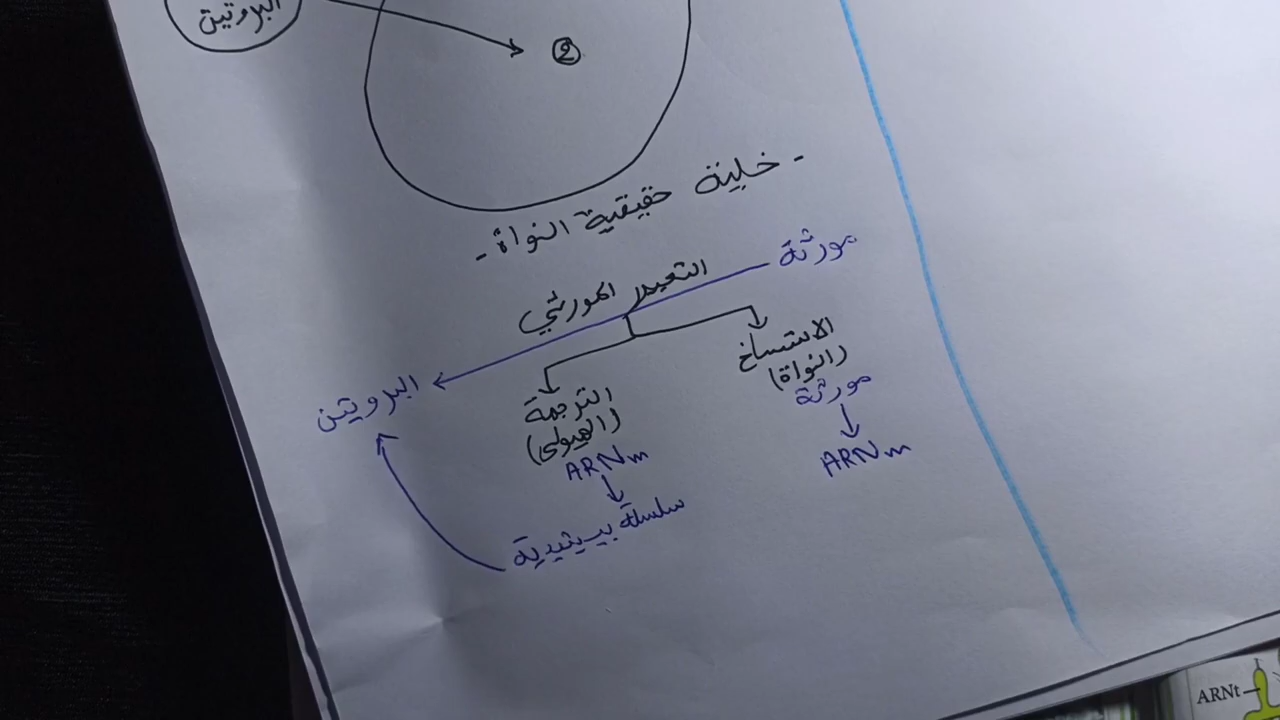 البروتين
2
- خلية حقيقية النواة -
مورثة
التعبير المورثي
البروتين
الاستنساخ
(النواة)
مورثة
ARNm
الترجمة
(الهيولى)
ARNm
سلسلة بيبتيدية
ARNt